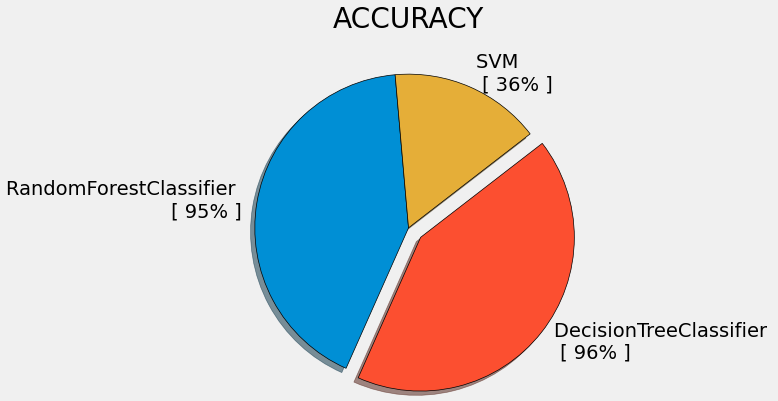 ACCURACY
SVM
[ 36% ]
RandomForestClassifier
[ 95% ]
DecisionTreeClassifier
[ 96% ]